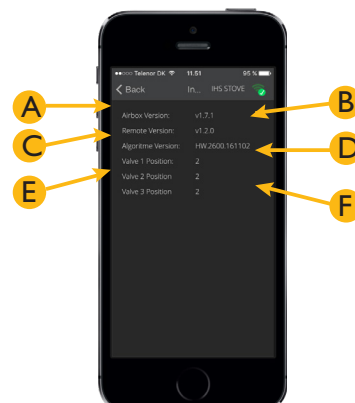 Telenor DK 11.51 95 %
Back In... IHS STOVE
A
Airbox Version: v1.7.1
B
C
Remote Version: v1.2.0
Algoritme Version: HW.2600.161102
D
E
Valve 1 Position: 2
Valve 2 Position 2
Valve 3 Position 2
F